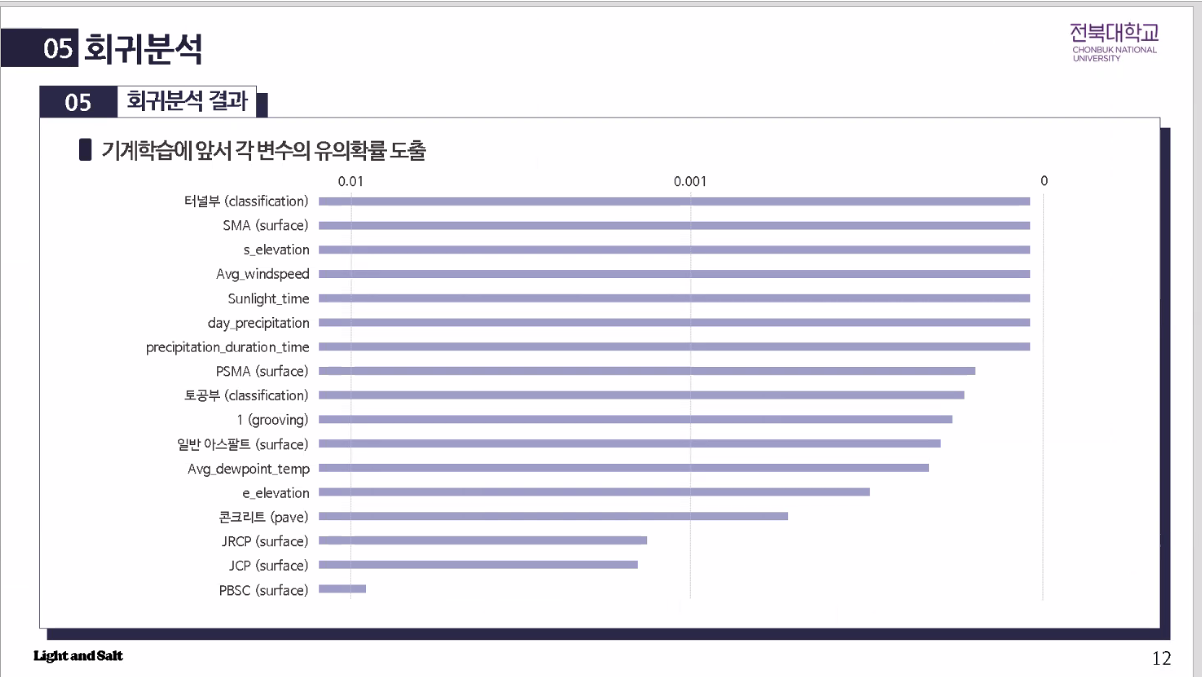 05 회귀분석
전북대학교
CHONBUK NATIONAL
UNIVERSITY
05 회귀분석 결과
기계학습에 앞서 각 변수의 유의확률 도출
0.01 0.001 0
터널부 (classification)
SMA (surface)
s_elevation
Avg_windspeed
Sunlight_time
day_precipitation
precipitation_duration_time
PSMA (surface)
토공부 (classification)
1 (grooving)
일반 아스팔트 (surface)
Avg_dewpoint_temp
e_elevation
콘크리트 (pave)
JRCP (surface)
JCP (surface)
PBSC (surface)
Light and Salt
12